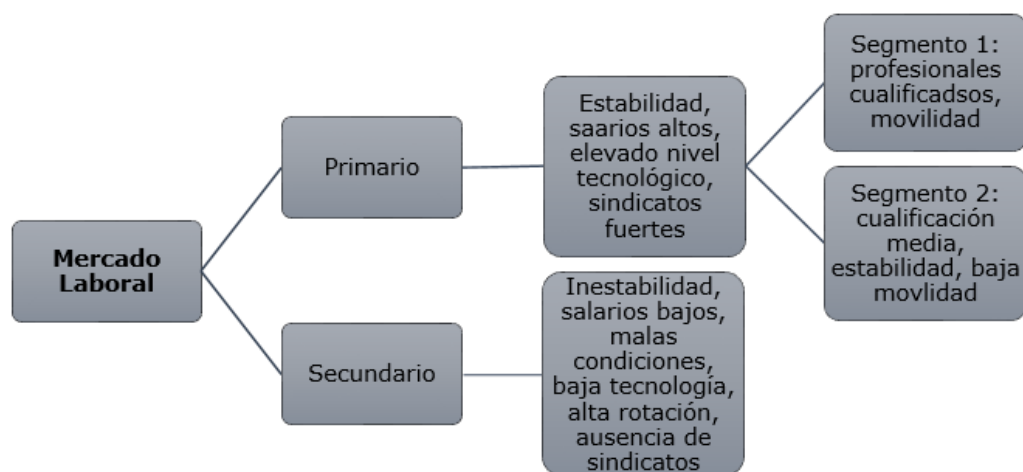 Mercado
Laboral
Primario
Estabilidad,
saarios altos,
elevado nivel
tecnológico,
sindicatos
fuertes
Segmento 1:
profesionales
cualificadsos,
movilidad
Segmento 2:
cualificación
media,
estabilidad, baja
movlidad
Secundario
Inestabilidad,
salarios bajos,
malas
condiciones,
baja tecnología,
alta rotación,
ausencia de
sindicatos